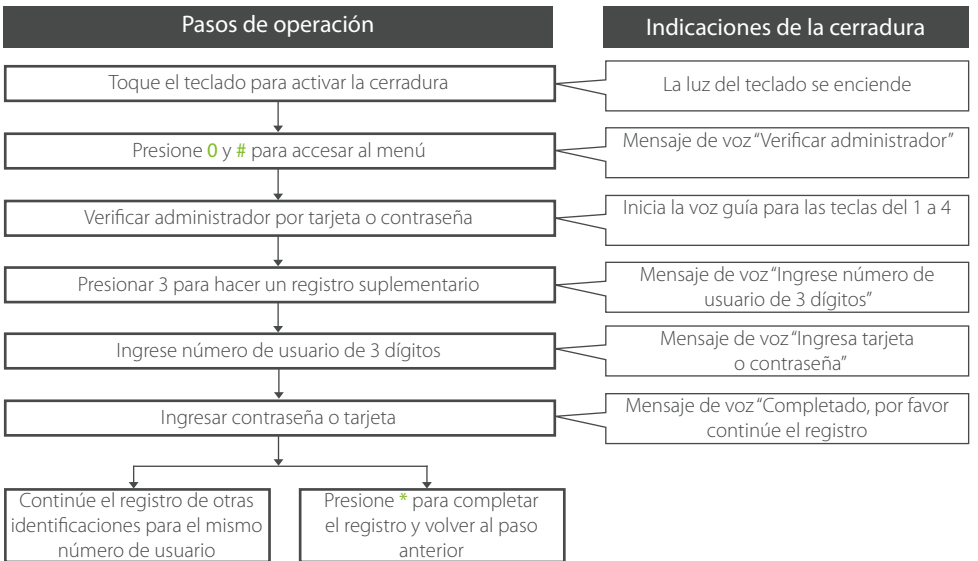 Pasos de operación
Indicaciones de la cerradura
Toque el teclado para activar la cerradura
La luz del teclado se enciende
Presione 0 y # para accesar al menú
Mensaje de voz “Verificar administrador”
Verificar administrador por tarjeta o contraseña
Inicia la voz guía para las teclas del 1 a 4
Presionar 3 para hacer un registro suplementario
Mensaje de voz “Ingrese número de
usuario de 3 dígitos”
Ingrese número de usuario de 3 dígitos
Mensaje de voz “Ingresa tarjeta
o contraseña”
Ingresar contraseña o tarjeta
Mensaje de voz “Completado, por favor
continúe el registro
Continúe el registro de otras
identificaciones para el mismo
número de usuario
Presione * para completar
el registro y volver al paso
anterior